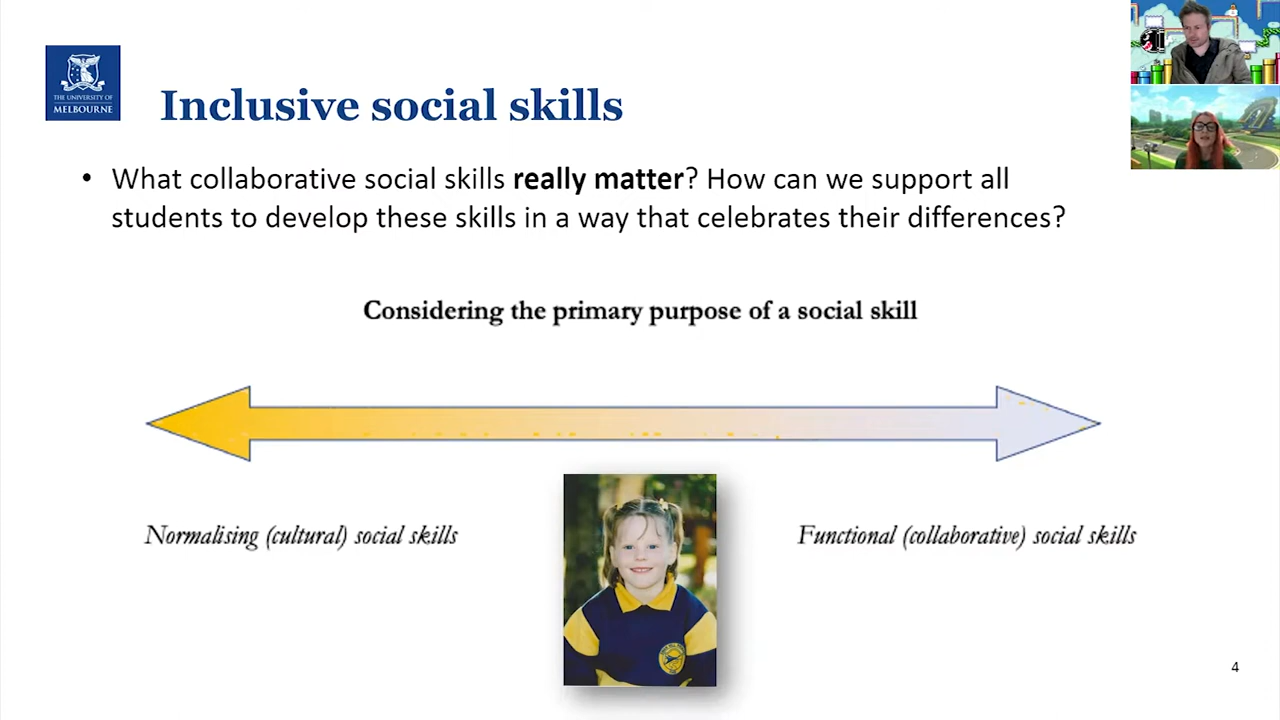 THE UNIVERSITY OF
MELBOURNE
Inclusive social skills
• What collaborative social skills really matter? How can we support all
students to develop these skills in a way that celebrates their differences?
Considering the primary purpose of a social skill
Normalising (cultural) social skills
Functional (collaborative) social skills
4